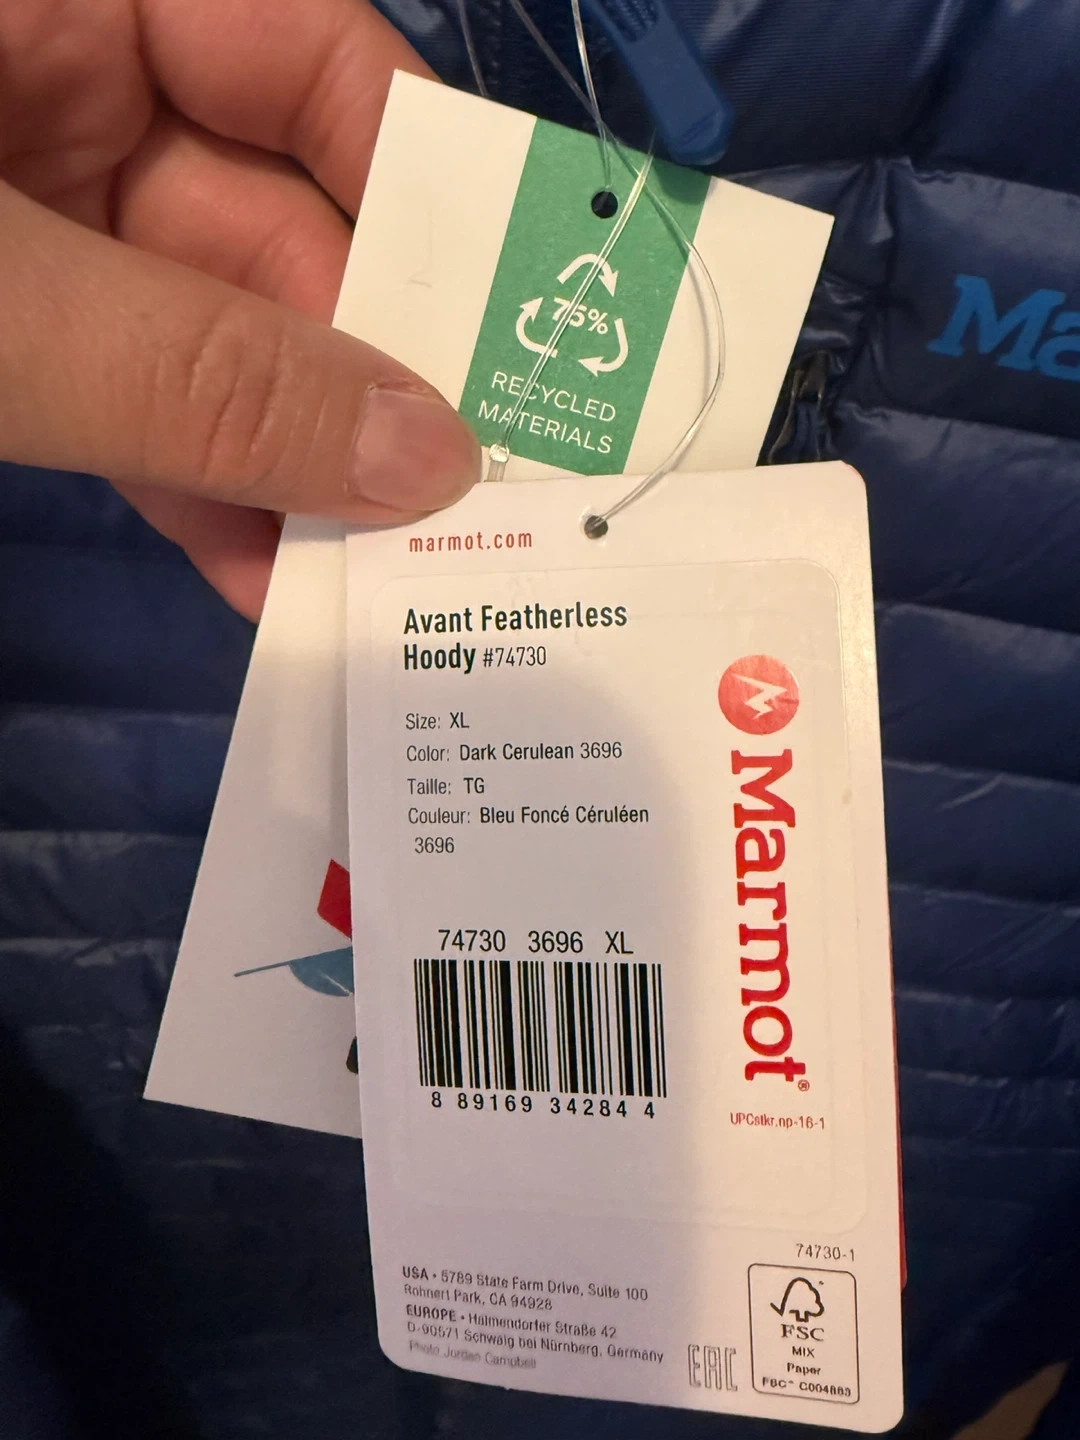 75%
RECYCLED
MATERIALS
Ma
marmot.com
Avant Featherless
Hoody #74730
Size: XL
Color: Dark Cerulean 3696
Taille: TG
Couleur: Bleu Foncé Céruléen
3696
74730 3696 XL
8 89169 34284 4
Marmot®
UPCstkr.np-16-1
74730-1
USA • 5789 State Farm Drive, Suite 100
Rohnert Park, CA 94928
EUROPE • Haimendorfer Straße 42
D-90571 Schwaig bei Nürnberg, Germany
Photo Jordan Campbell
EAC
FSC
MIX
Paper
FSC™ C004883